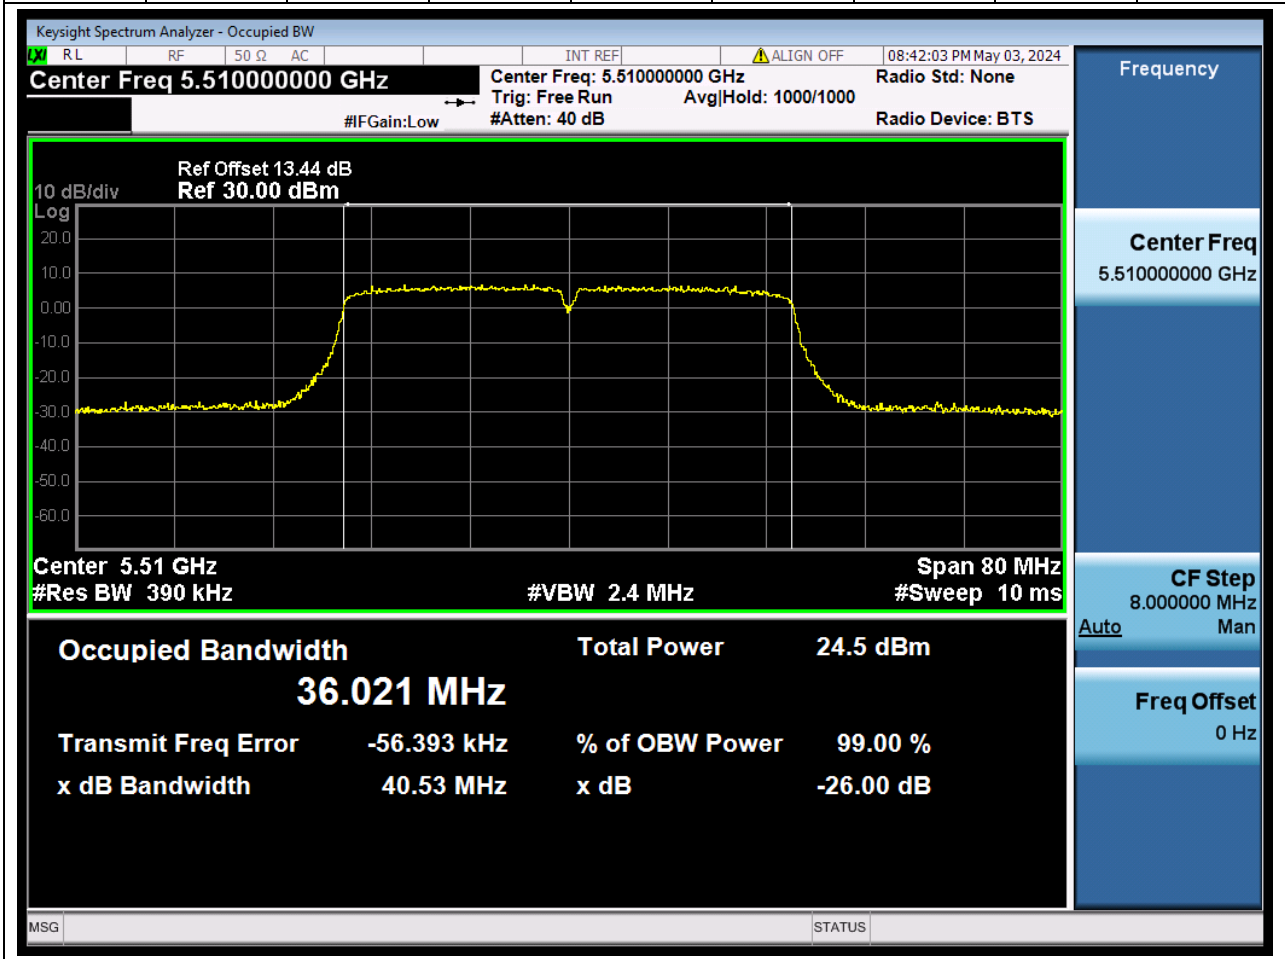 Keysight Spectrum Analyzer - Occupied BW
LXI RL RF 50 Ω AC INT REF ALIGN OFF 08:42:03 PM May 03, 2024
Center Freq 5.510000000 GHz
Center Freq: 5.510000000 GHz
Radio Std: None
Trig: Free Run Avg|Hold: 1000/1000
#IFGain:Low
#Atten: 40 dB
Radio Device: BTS
Ref Offset 13.44 dB
10 dB/div Ref 30.00 dBm
Log
20.0
10.0
0.00
-10.0
-20.0
-30.0
-40.0
-50.0
-60.0
Center 5.51 GHz Span 80 MHz
#Res BW 390 kHz #VBW 2.4 MHz #Sweep 10 ms
Occupied Bandwidth Total Power 24.5 dBm
36.021 MHz
Transmit Freq Error -56.393 kHz % of OBW Power 99.00 %
x dB Bandwidth 40.53 MHz x dB -26.00 dB
MSG STATUS
Frequency
Center Freq
5.510000000 GHz
CF Step
8.000000 MHz
Auto Man
Freq Offset
0 Hz